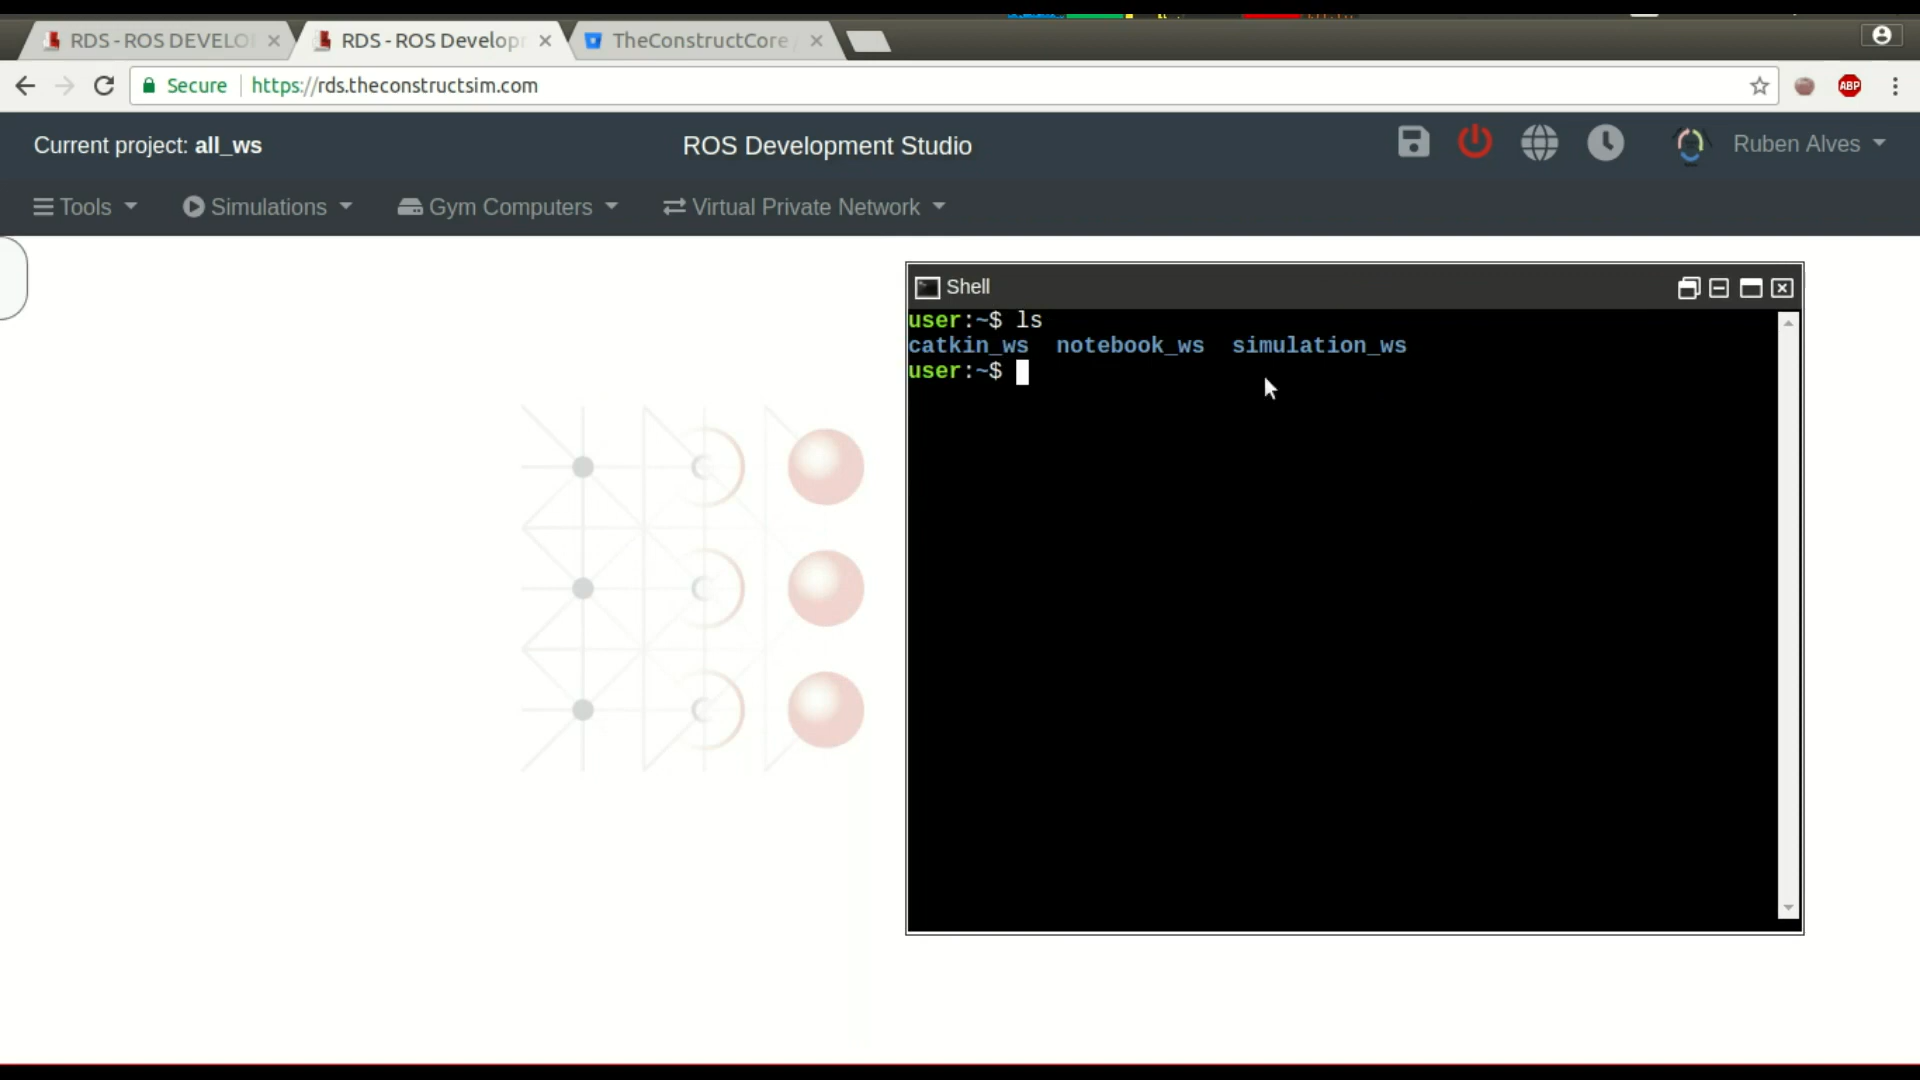 RDS - ROS DEVELO
RDS - ROS Develop
TheConstructCore
Secure
https://rds.theconstructsim.com
ABP
Current project: all_ws
ROS Development Studio
Ruben Alves
Tools
Simulations
Gym Computers
Virtual Private Network
Shell
user:~$ ls
catkin_ws notebook_ws simulation_ws
user:~$